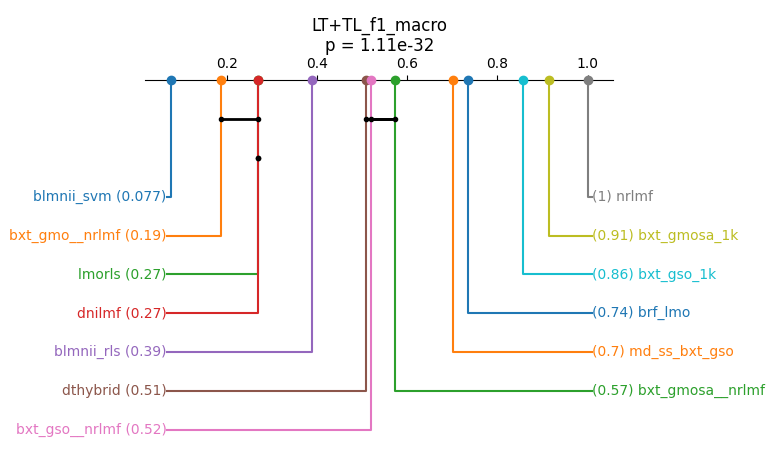 LT+TL_f1_macro
p = 1.11e-32
0.2 0.4 0.6 0.8 1.0
blmnii_svm (0.077)
(1) nrlmf
bxt_gmo__nrlmf (0.19)
(0.91) bxt_gmosa_1k
lmorls (0.27)
(0.86) bxt_gso_1k
dnilmf (0.27)
(0.74) brf_lmo
blmnii_rls (0.39)
(0.7) md_ss_bxt_gso
dthybrid (0.51)
(0.57) bxt_gmosa__nrlmf
bxt_gso__nrlmf (0.52)